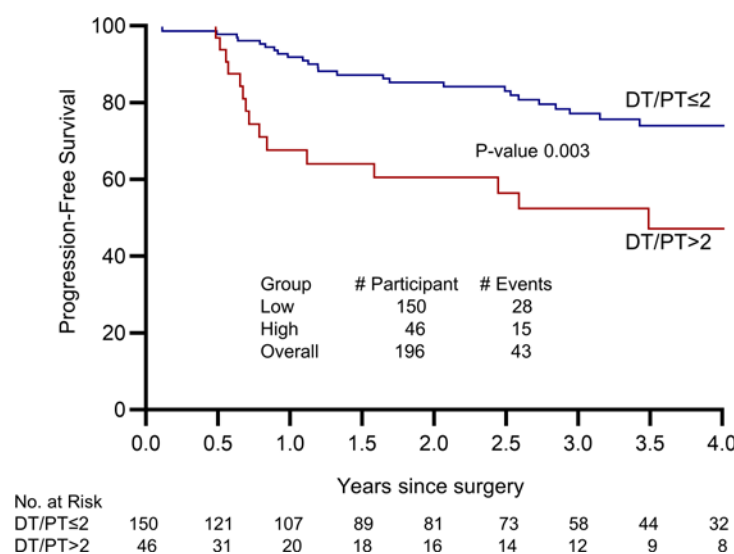 100
80
60
40
20
0
Progression-Free Survival
DT/PT≤2
P-value 0.003
DT/PT>2
Group # Participant # Events
Low 150 28
High 46 15
Overall 196 43
0.0 0.5 1.0 1.5 2.0 2.5 3.0 3.5 4.0
Years since surgery
No. at Risk
DT/PT≤2 150 121 107 89 81 73 58 44 32
DT/PT>2 46 31 20 18 16 14 12 9 8